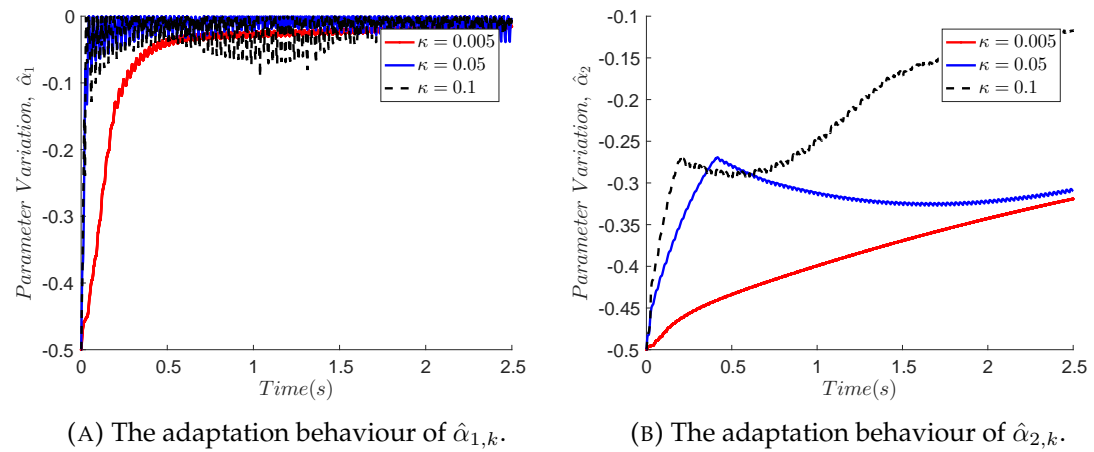 0
-0.1
-0.2
-0.3
-0.4
-0.5
Parameter Variation, α̂₁
0 0.5 1 1.5 2 2.5
Time(s)
κ = 0.005
κ = 0.05
κ = 0.1
(A) The adaptation behaviour of α̂₁,ₖ.
-0.1
-0.15
-0.2
-0.25
-0.3
-0.35
-0.4
-0.45
-0.5
Parameter Variation, α̂₂
0 0.5 1 1.5 2 2.5
Time(s)
κ = 0.005
κ = 0.05
κ = 0.1
(B) The adaptation behaviour of α̂₂,ₖ.